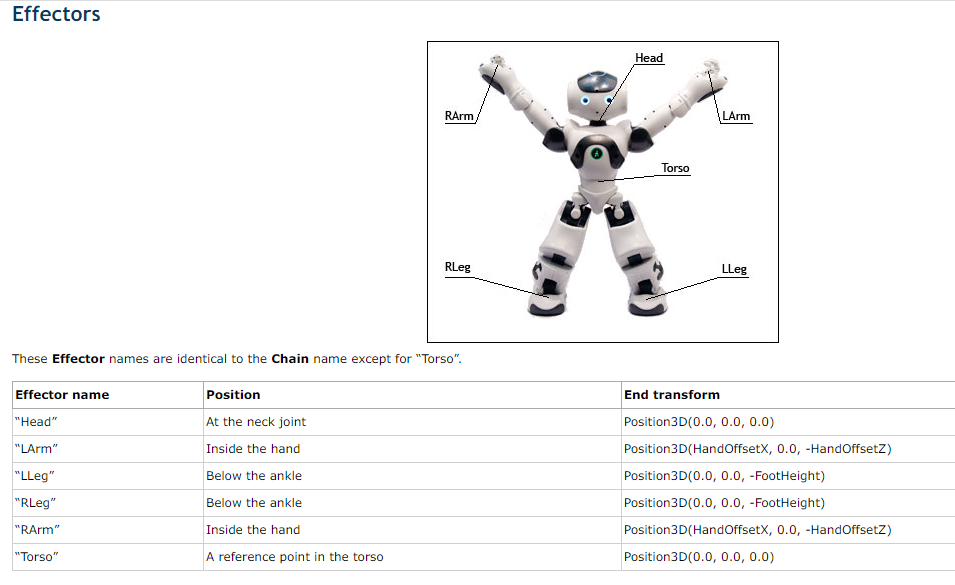 Effectors
Head
RArm
LArm
Torso
RLeg
LLeg
These Effector names are identical to the Chain name except for “Torso”.
Effector name Position End transform
“Head” At the neck joint Position3D(0.0, 0.0, 0.0)
“LArm” Inside the hand Position3D(HandOffsetX, 0.0, -HandOffsetZ)
“LLeg” Below the ankle Position3D(0.0, 0.0, -FootHeight)
“RLeg” Below the ankle Position3D(0.0, 0.0, -FootHeight)
“RArm” Inside the hand Position3D(HandOffsetX, 0.0, -HandOffsetZ)
“Torso” A reference point in the torso Position3D(0.0, 0.0, 0.0)